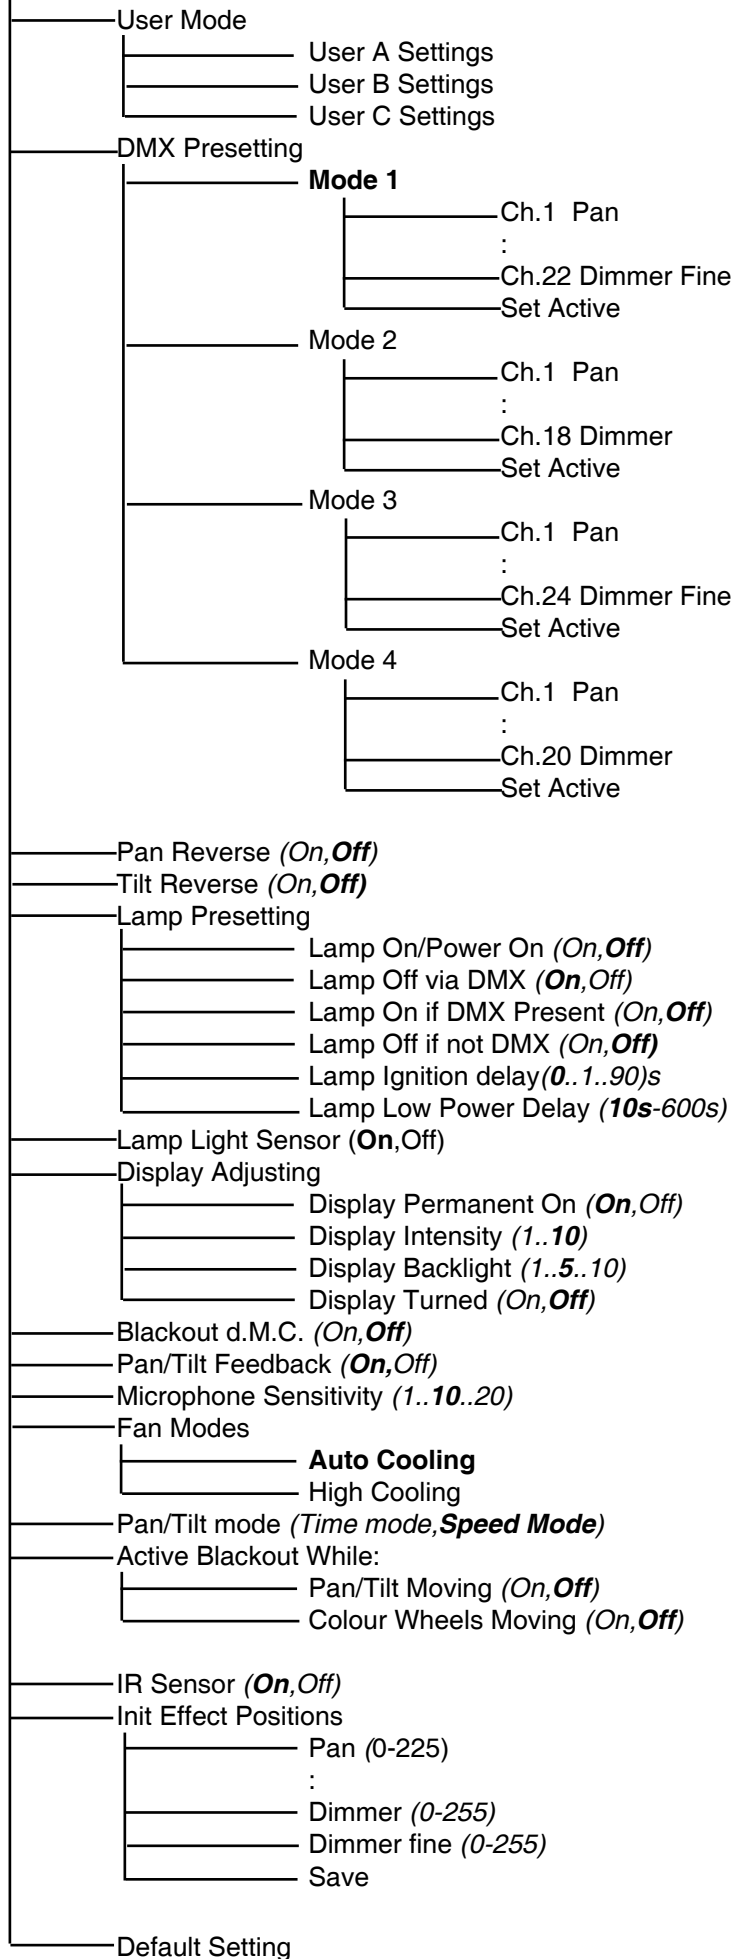 User Mode
User A Settings
User B Settings
User C Settings
DMX Presetting
Mode 1
Ch.1 Pan
:
Ch.22 Dimmer Fine
Set Active
Mode 2
Ch.1 Pan
:
Ch.18 Dimmer
Set Active
Mode 3
Ch.1 Pan
:
Ch.24 Dimmer Fine
Set Active
Mode 4
Ch.1 Pan
:
Ch.20 Dimmer
Set Active
Pan Reverse (On,Off)
Tilt Reverse (On,Off)
Lamp Presetting
Lamp On/Power On (On,Off)
Lamp Off via DMX (On,Off)
Lamp On if DMX Present (On,Off)
Lamp Off if not DMX (On,Off)
Lamp Ignition delay(0..1..90)s
Lamp Low Power Delay (10s-600s)
Lamp Light Sensor (On,Off)
Display Adjusting
Display Permanent On (On,Off)
Display Intensity (1..10)
Display Backlight (1..5..10)
Display Turned (On,Off)
Blackout d.M.C. (On,Off)
Pan/Tilt Feedback (On,Off)
Microphone Sensitivity (1..10..20)
Fan Modes
Auto Cooling
High Cooling
Pan/Tilt mode (Time mode,Speed Mode)
Active Blackout While:
Pan/Tilt Moving (On,Off)
Colour Wheels Moving (On,Off)
IR Sensor (On,Off)
Init Effect Positions
Pan (0-225)
:
Dimmer (0-255)
Dimmer fine (0-255)
Save
Default Setting